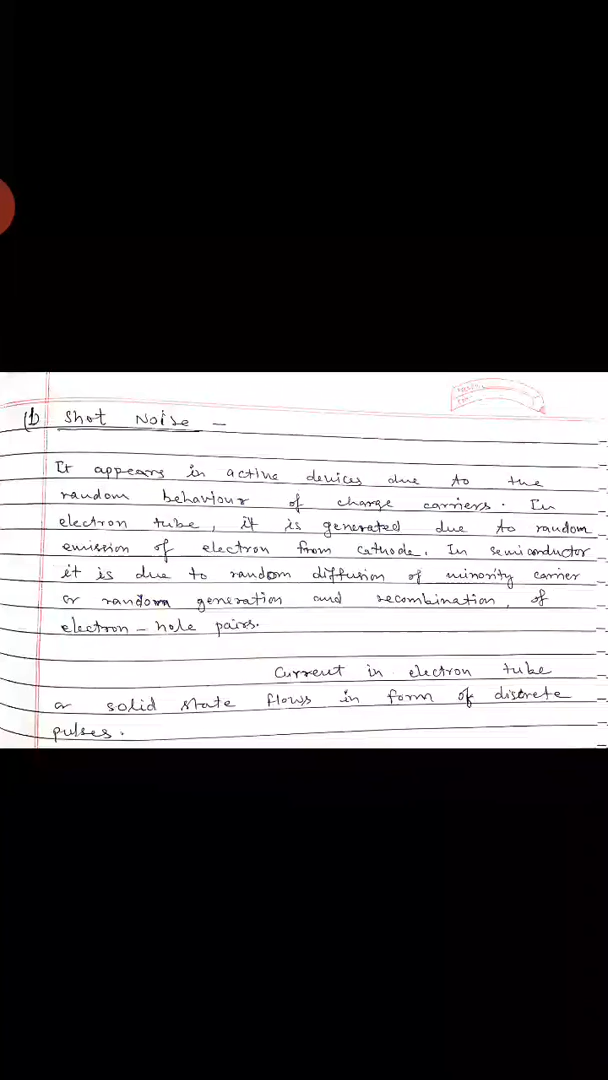 (1) Shot Noise –
It appears in active devices due to the
random behaviour of charge carriers. In
electron tube, it is generated due to random
emission of electron from cathode. In semiconductor
it is due to random diffusion of minority carrier
or random generation and recombination, of
electron – hole pairs.
Current in electron tube
or solid state flows in form of discrete
pulses.